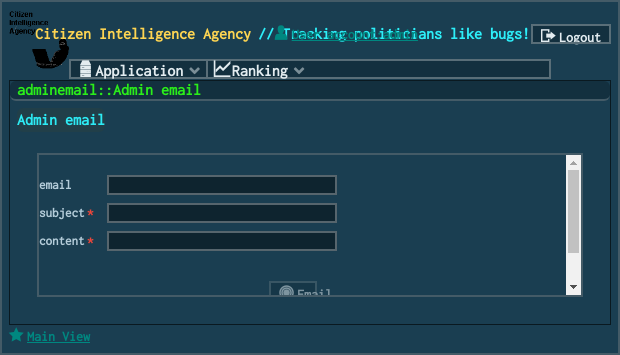 Citizen
Intelligence
Agency
Citizen Intelligence Agency // Tracking politicians like bugs!
Logout
Application
Ranking
adminemail::Admin email
Admin email
email
subject*
content*
Email
Main View